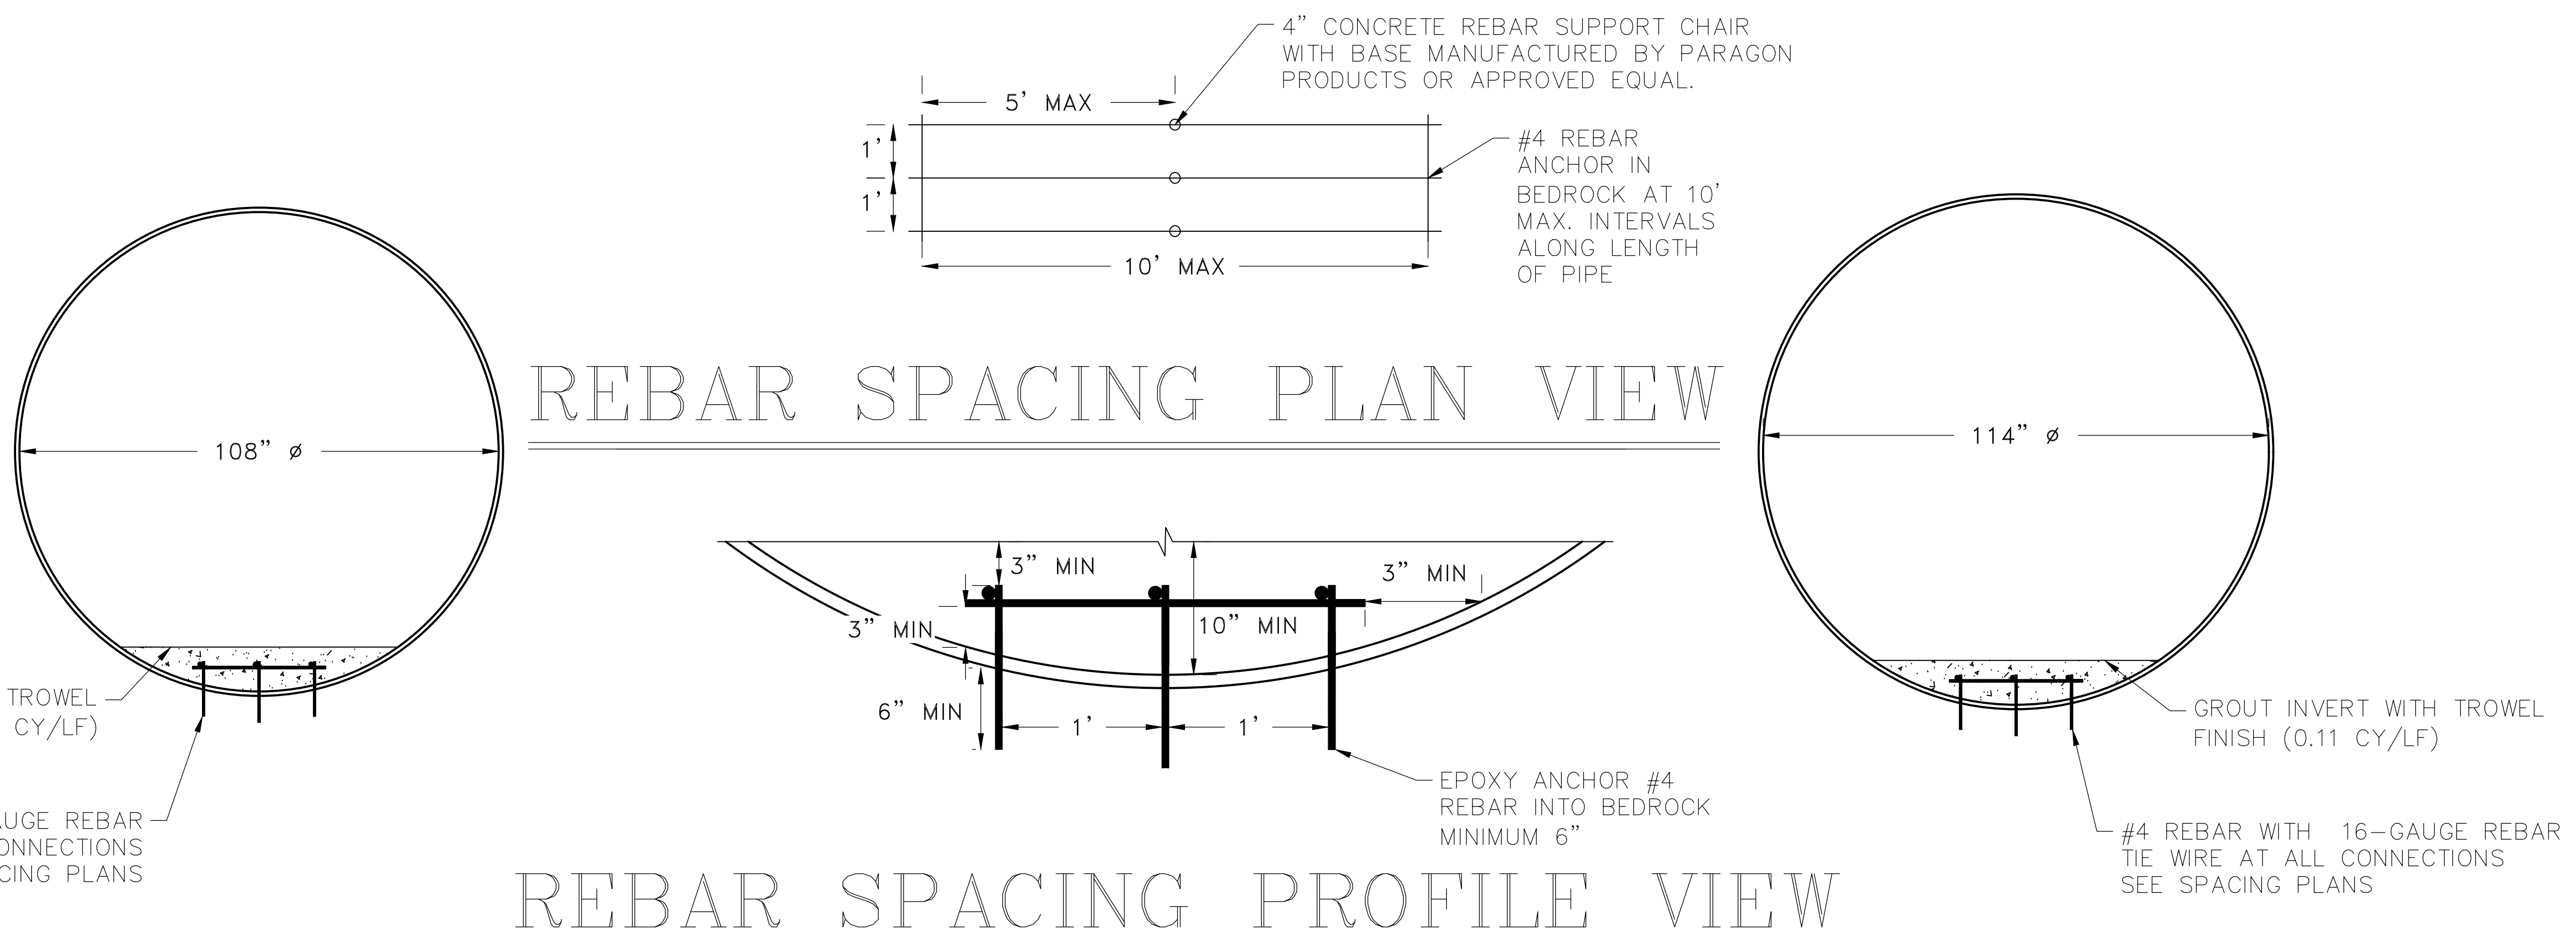 4" CONCRETE REBAR SUPPORT CHAIR
WITH BASE MANUFACTURED BY PARAGON
PRODUCTS OR APPROVED EQUAL.
5' MAX
1'
1'
10' MAX
#4 REBAR
ANCHOR IN
BEDROCK AT 10'
MAX. INTERVALS
ALONG LENGTH
OF PIPE
REBAR SPACING PLAN VIEW
108" ø
TROWEL
CY/LF)
REBAR
CONNECTIONS
PLANS
3" MIN
3" MIN
3" MIN
10" MIN
6" MIN
1'
1'
EPOXY ANCHOR #4
REBAR INTO BEDROCK
MINIMUM 6"
REBAR SPACING PROFILE VIEW
114" ø
GROUT INVERT WITH TROWEL
FINISH (0.11 CY/LF)
#4 REBAR WITH 16-GAUGE REBAR
TIE WIRE AT ALL CONNECTIONS
SEE SPACING PLANS